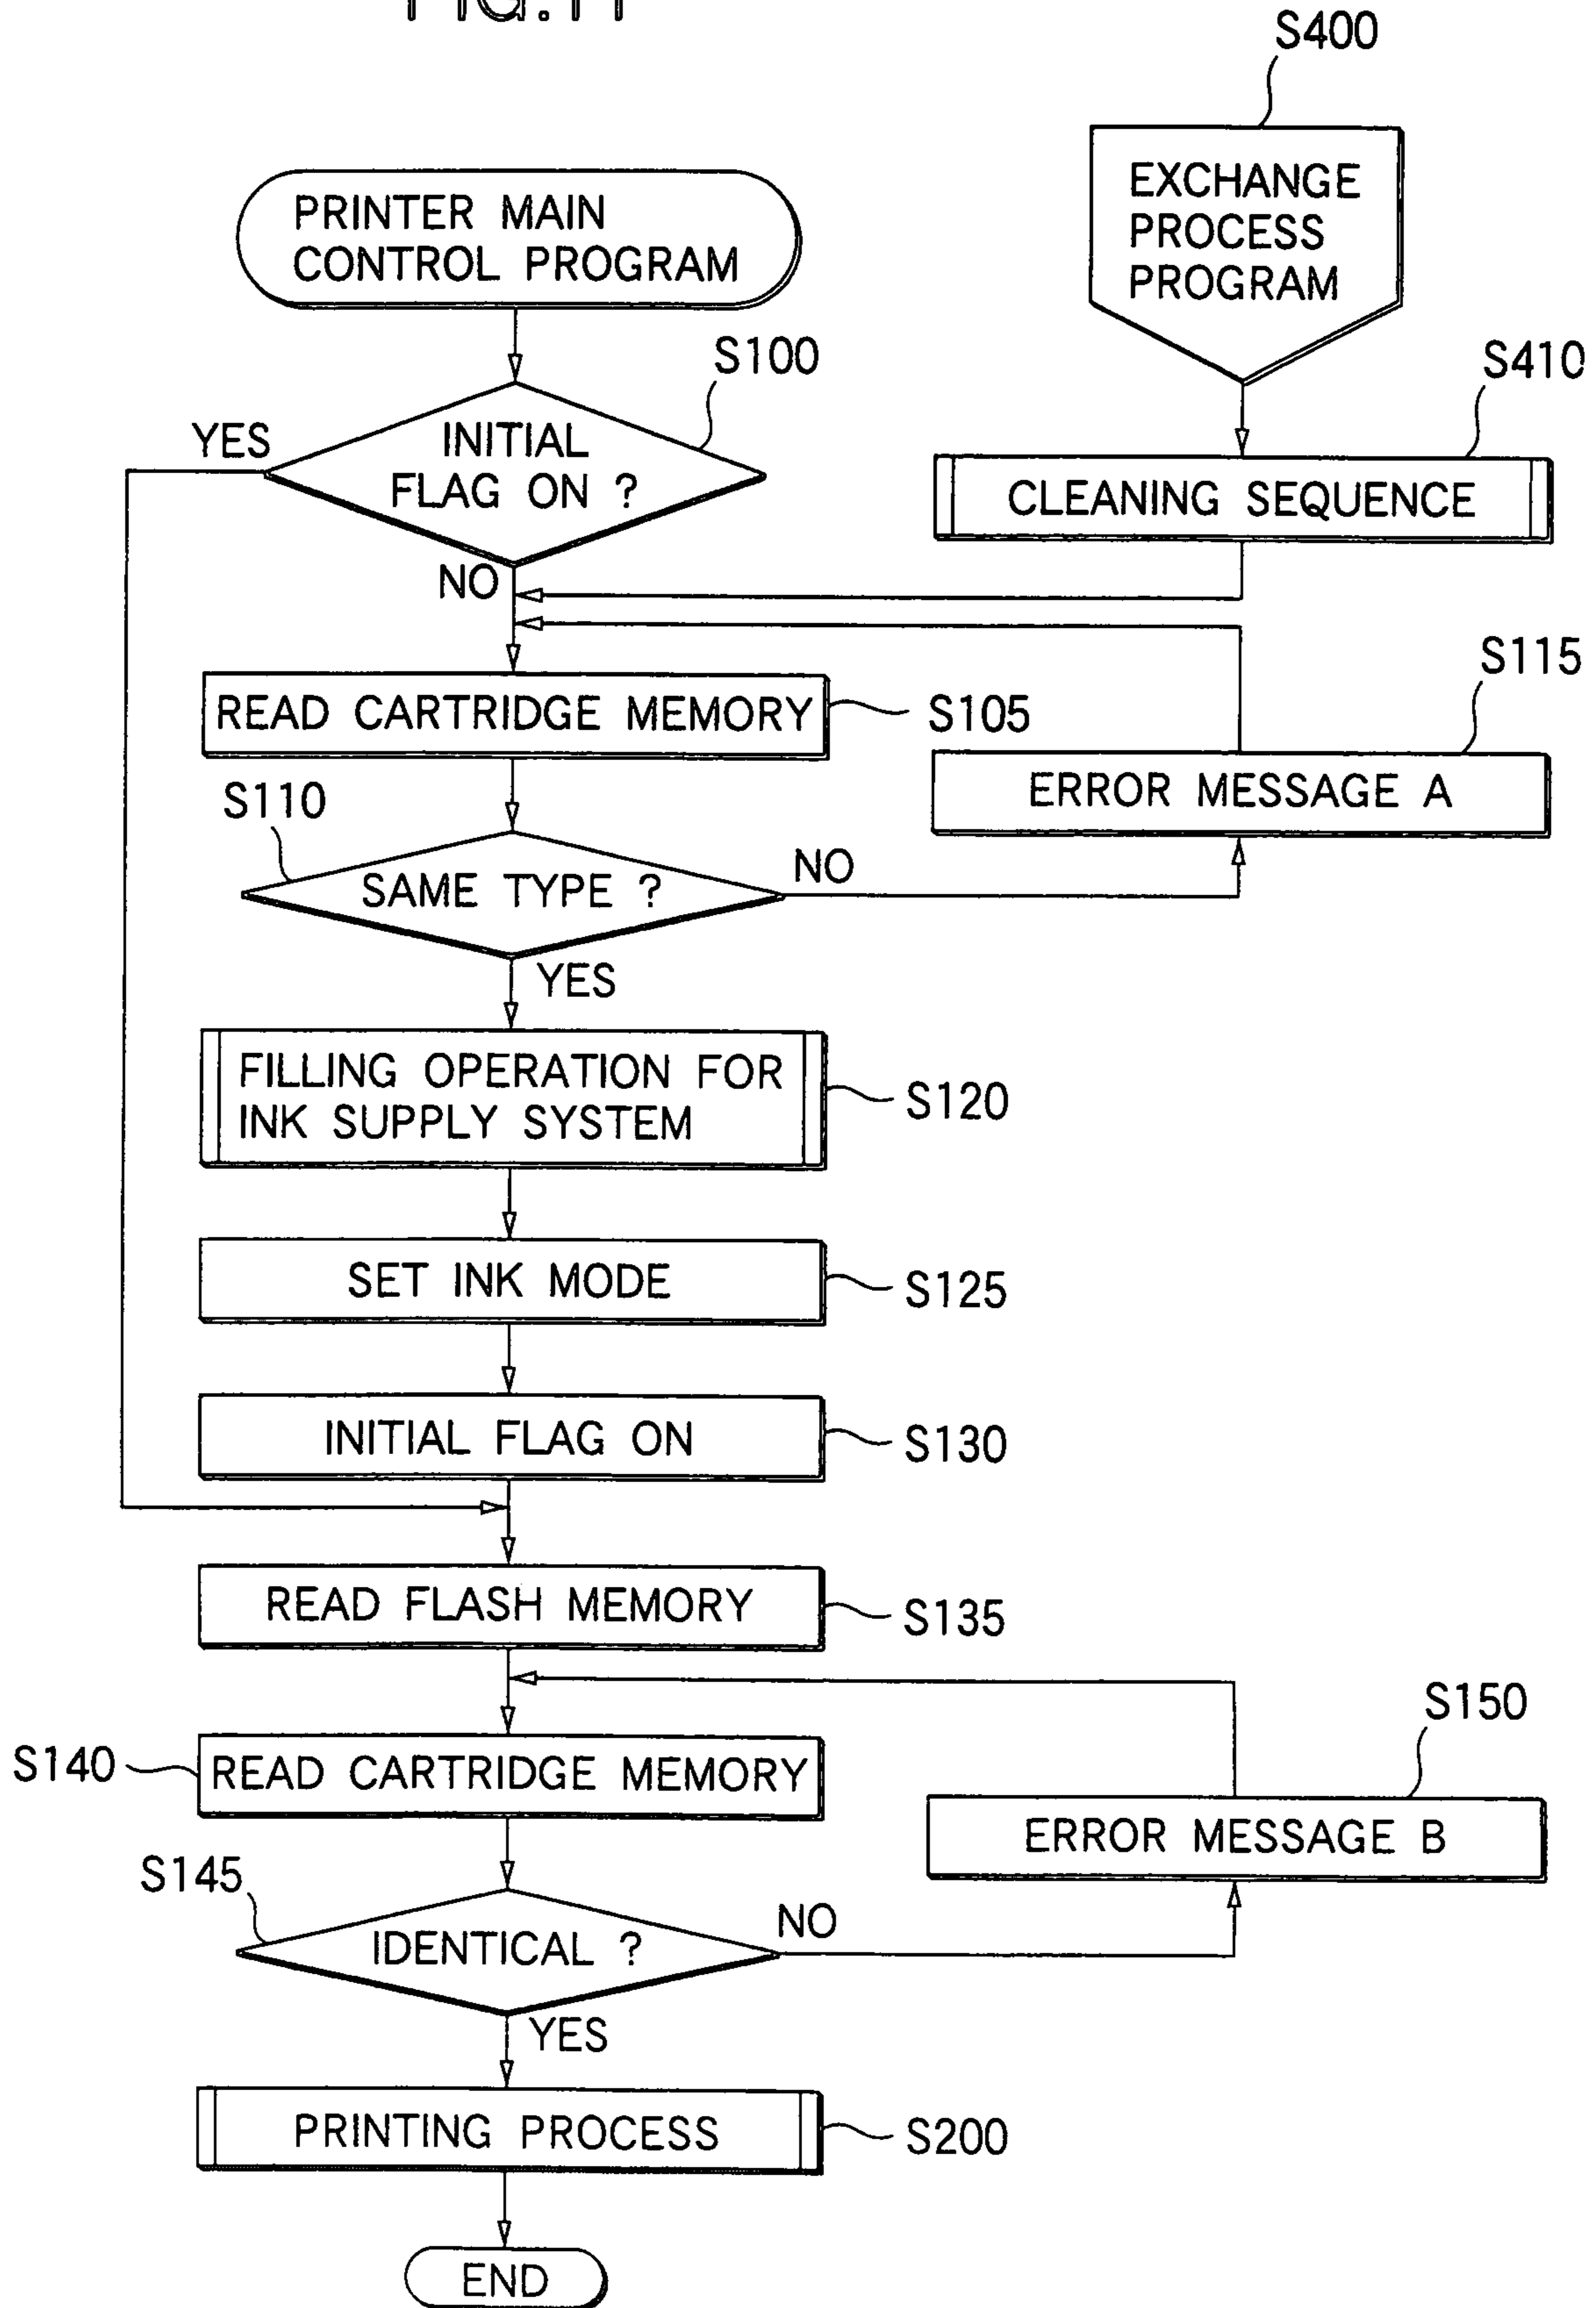 S400
PRINTER MAIN
CONTROL PROGRAM
EXCHANGE
PROCESS
PROGRAM
S100
YES
INITIAL
FLAG ON ?
NO
S410
CLEANING SEQUENCE
READ CARTRIDGE MEMORY
S105
S115
ERROR MESSAGE A
S110
SAME TYPE ?
NO
YES
FILLING OPERATION FOR
INK SUPPLY SYSTEM
S120
SET INK MODE
S125
INITIAL FLAG ON
S130
READ FLASH MEMORY
S135
S140
READ CARTRIDGE MEMORY
S150
ERROR MESSAGE B
S145
IDENTICAL ?
NO
YES
PRINTING PROCESS
S200
END